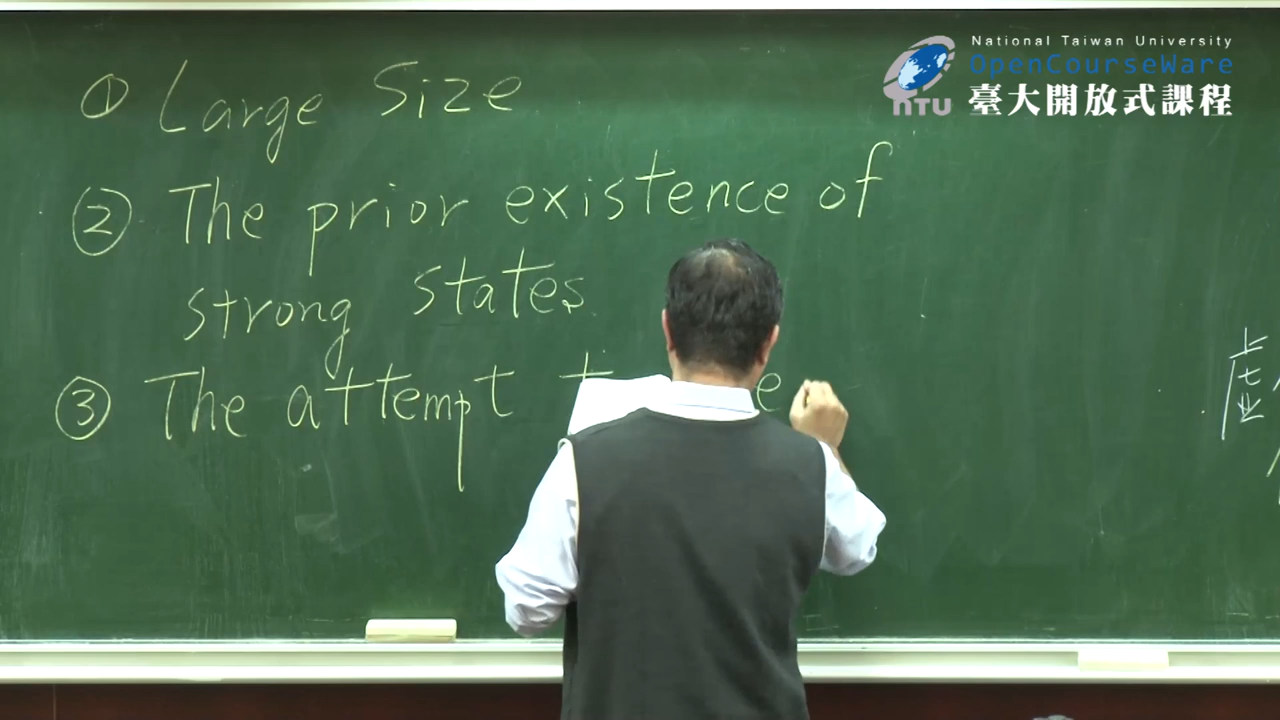 National Taiwan University
OpenCourseWare
NTU 臺大開放式課程
① Large Size
② The prior existence of
strong states
③ The attempt